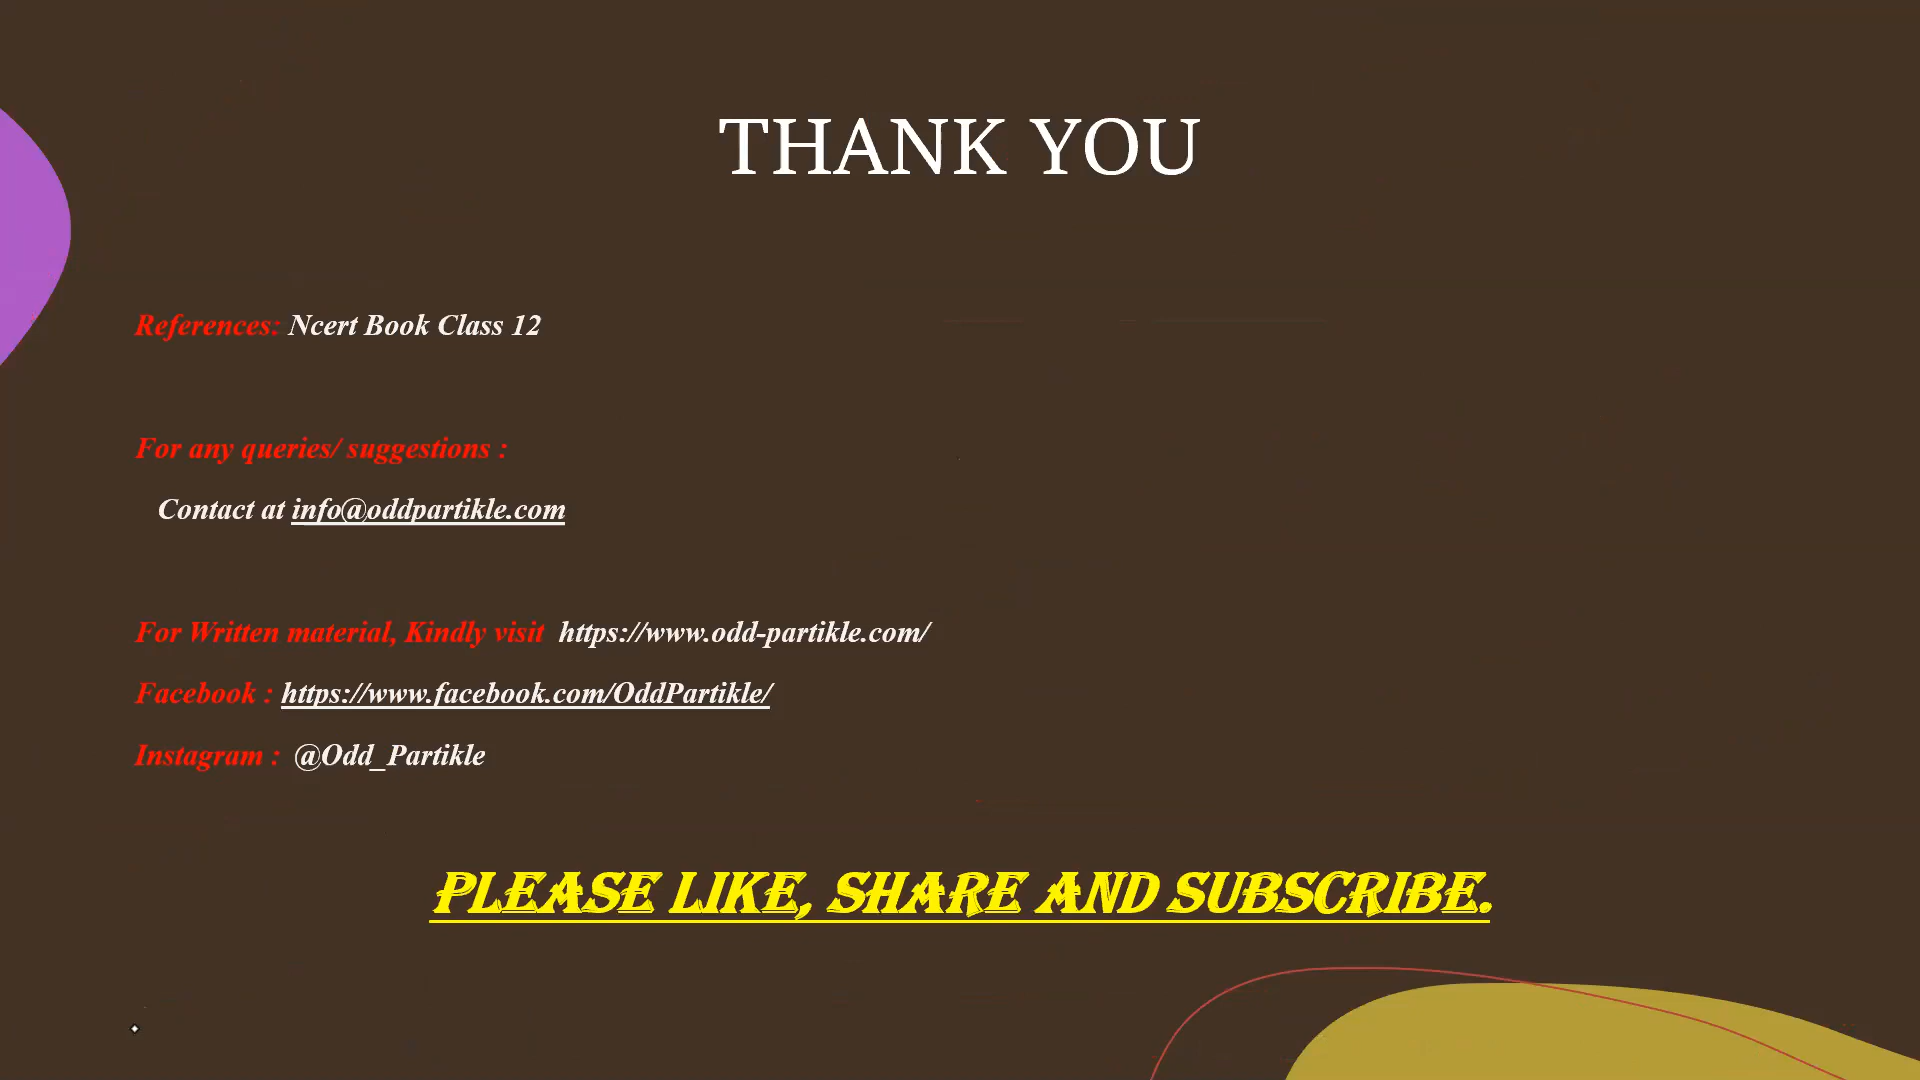 THANK YOU
References: Ncert Book Class 12
For any queries/ suggestions :
Contact at info@oddpartikle.com
For Written material, Kindly visit https://www.odd-partikle.com/
Facebook : https://www.facebook.com/OddPartikle/
Instagram : @Odd_Partikle
PLEASE LIKE, SHARE AND SUBSCRIBE.